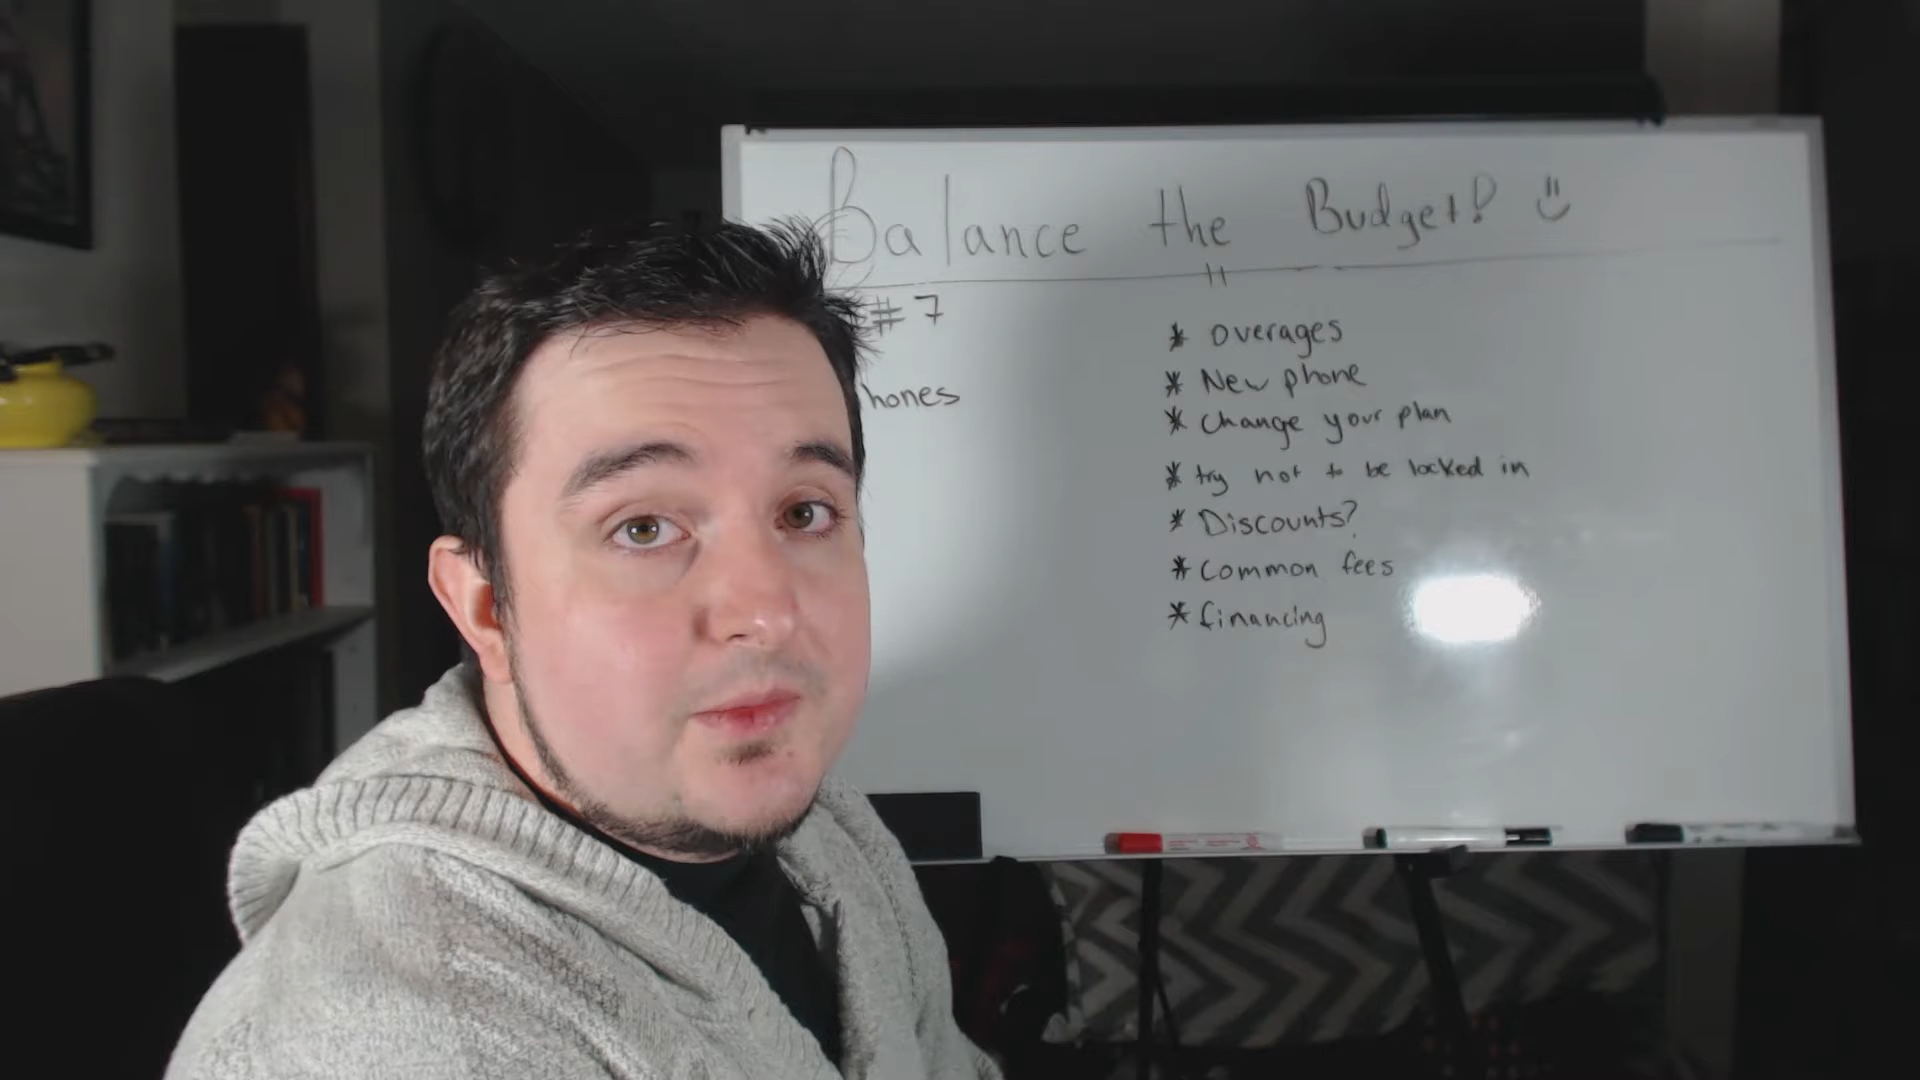 Balance the Budget! =)
#7
hones
* overages
* New phone
* Change your plan
* try not to be locked in
* Discounts?
* Common fees
* financing